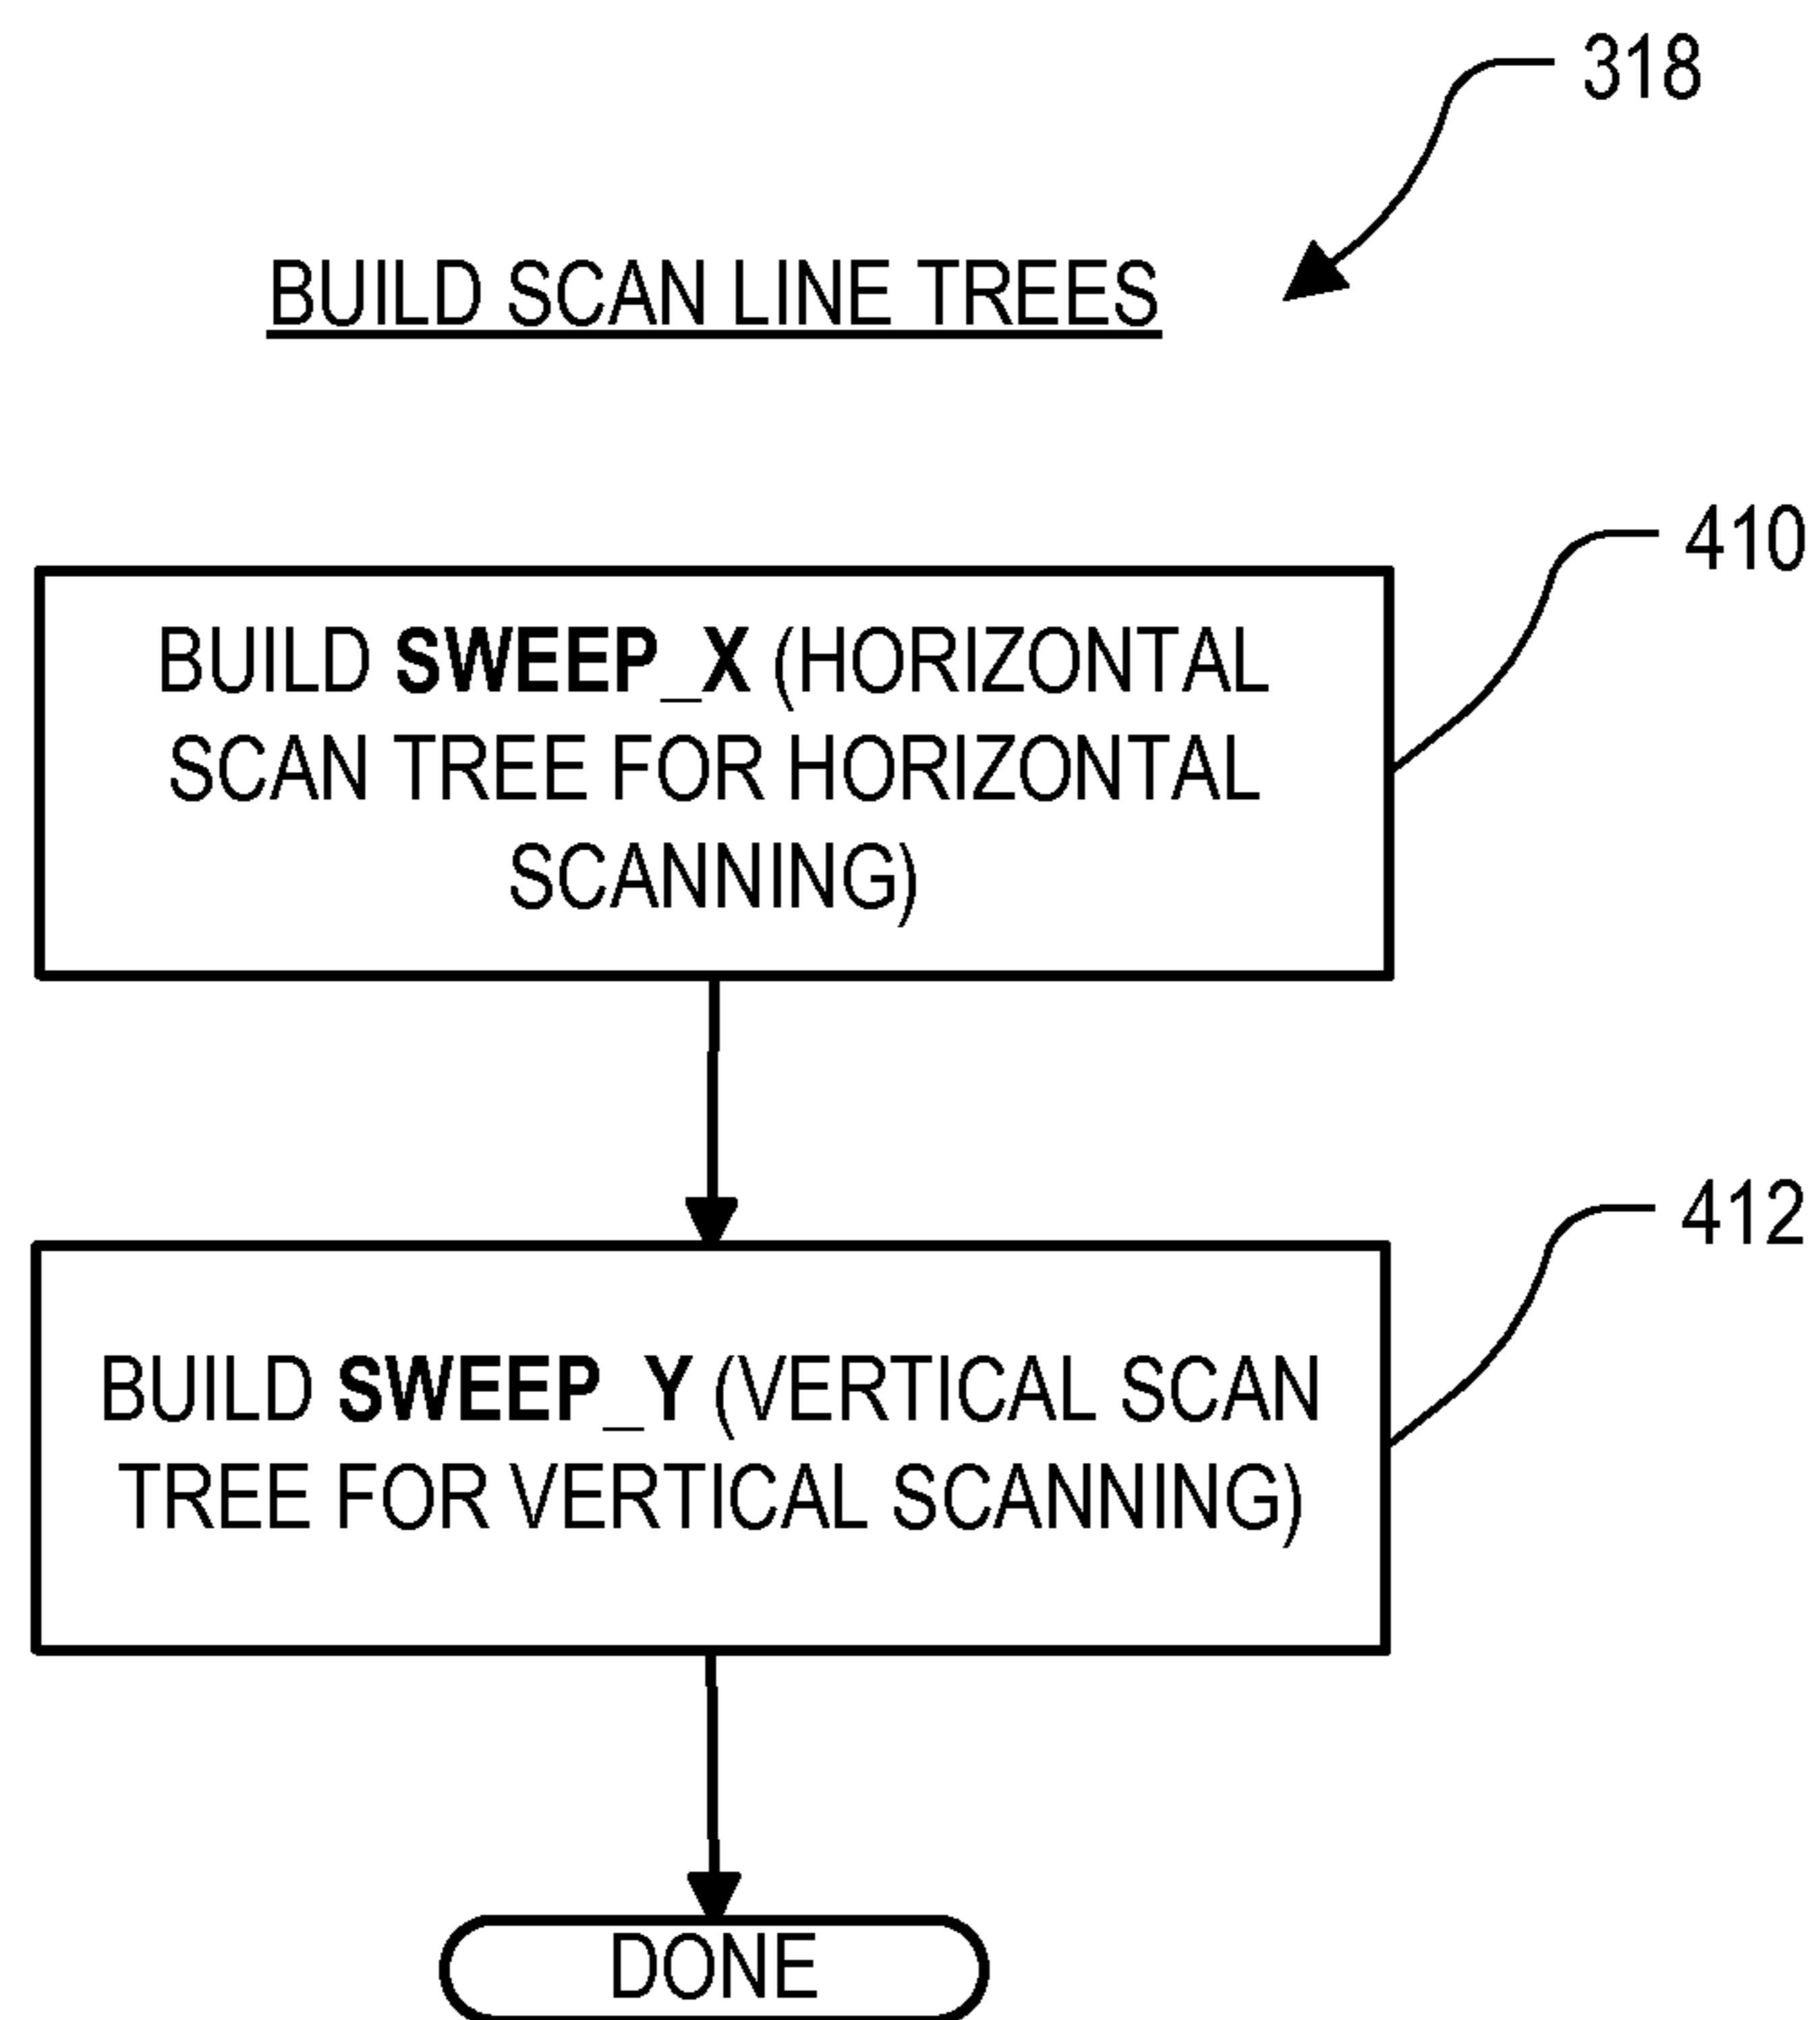 318
BUILD SCAN LINE TREES
410
BUILD SWEEP_X (HORIZONTAL
SCAN TREE FOR HORIZONTAL
SCANNING)
412
BUILD SWEEP_Y (VERTICAL SCAN
TREE FOR VERTICAL SCANNING)
DONE